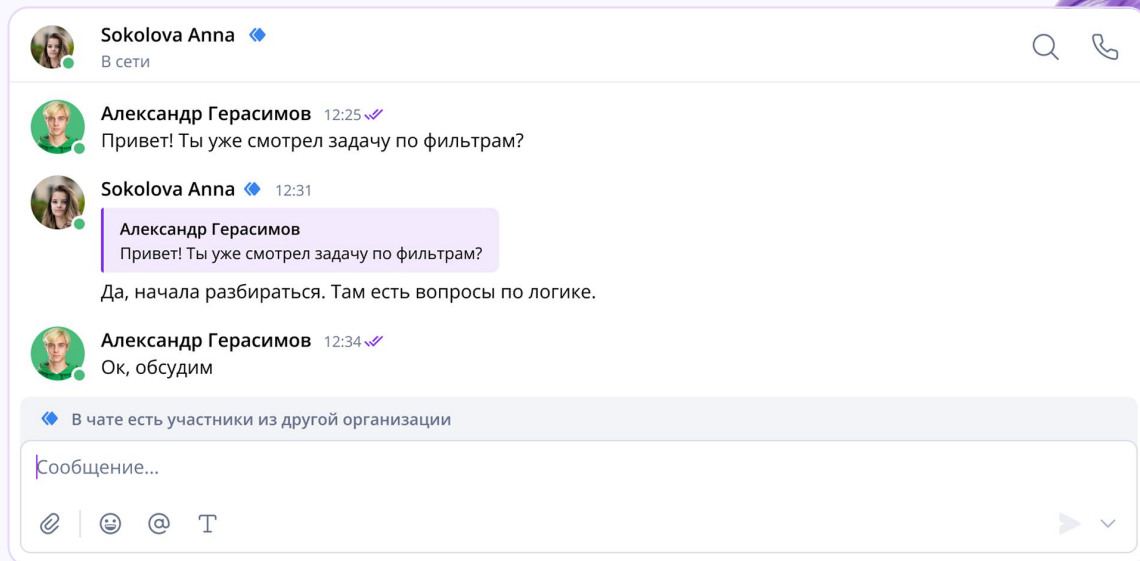 Sokolova Anna
В сети
Александр Герасимов 12:25
Привет! Ты уже смотрел задачу по фильтрам?
Sokolova Anna 12:31
Александр Герасимов
Привет! Ты уже смотрел задачу по фильтрам?
Да, начала разбираться. Там есть вопросы по логике.
Александр Герасимов 12:34
Ок, обсудим
В чате есть участники из другой организации
Сообщение...